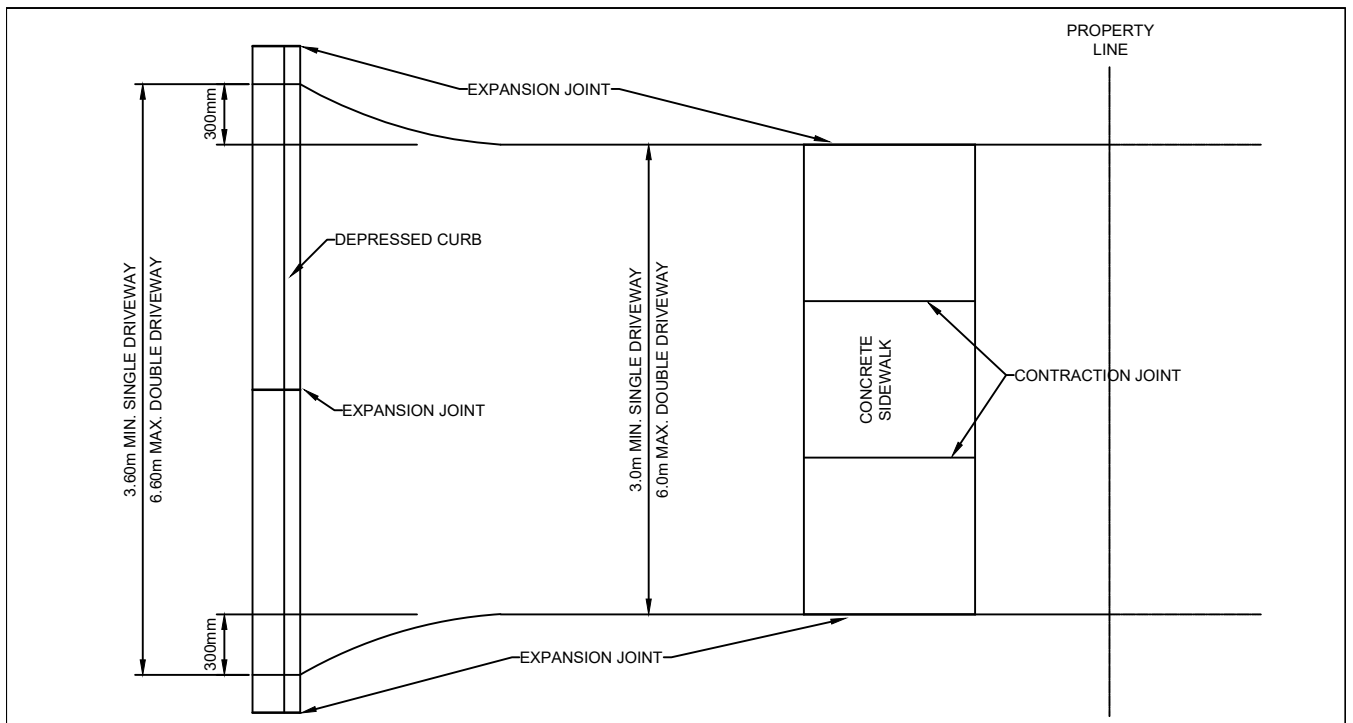 PROPERTY
LINE
EXPANSION JOINT
300mm
DEPRESSED CURB
3.60m MIN. SINGLE DRIVEWAY
6.60m MAX. DOUBLE DRIVEWAY
3.0m MIN. SINGLE DRIVEWAY
6.0m MAX. DOUBLE DRIVEWAY
CONCRETE
SIDEWALK
CONTRACTION JOINT
EXPANSION JOINT
300mm
EXPANSION JOINT